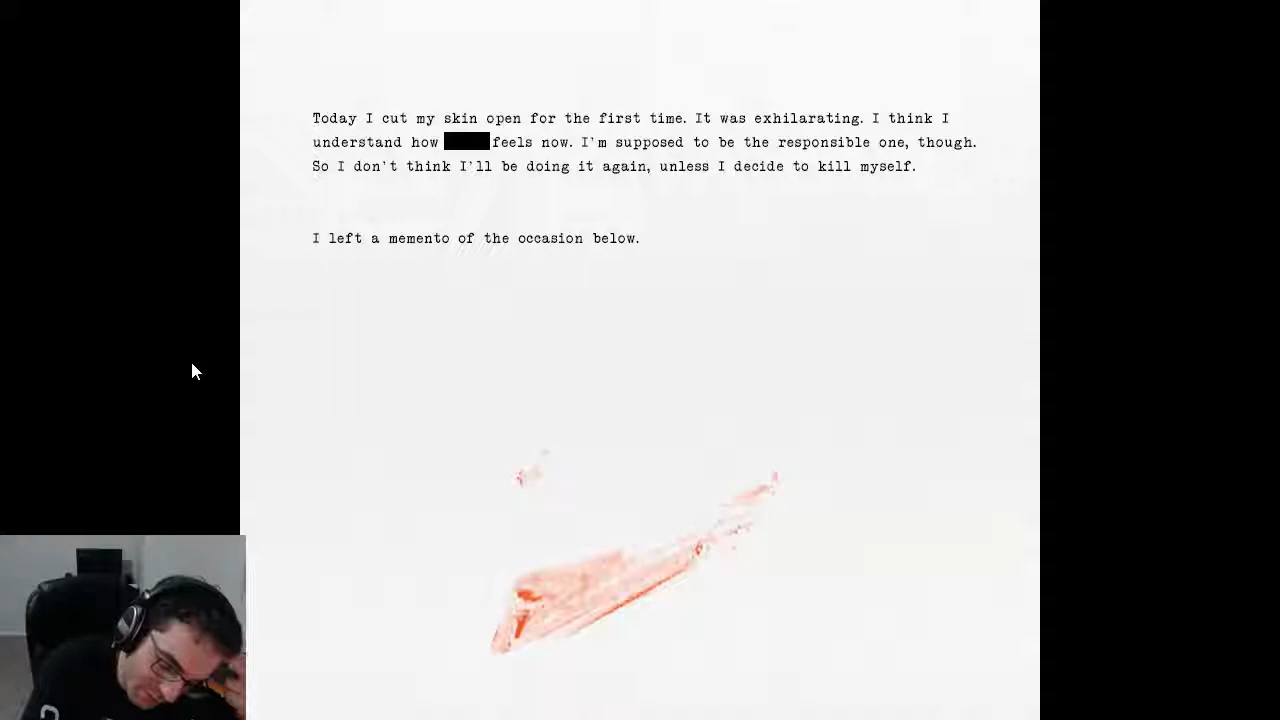 Today I cut my skin open for the first time. It was exhilarating. I think I
understand how feels now. I'm supposed to be the responsible one, though.
So I don't think I'll be doing it again, unless I decide to kill myself.
I left a memento of the occasion below.